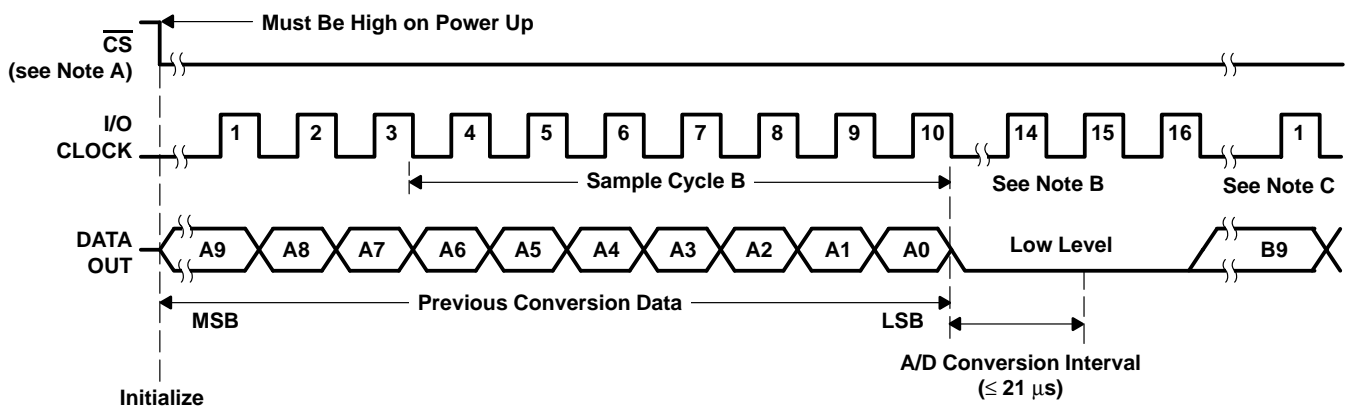 Must Be High on Power Up
CS
(see Note A)
I/O
CLOCK
1 2 3 4 5 6 7 8 9 10 14 15 16 1
Sample Cycle B
See Note B
See Note C
DATA
OUT
A9 A8 A7 A6 A5 A4 A3 A2 A1 A0
Low Level
B9
Previous Conversion Data
MSB
LSB
A/D Conversion Interval
(≤ 21 μs)
Initialize